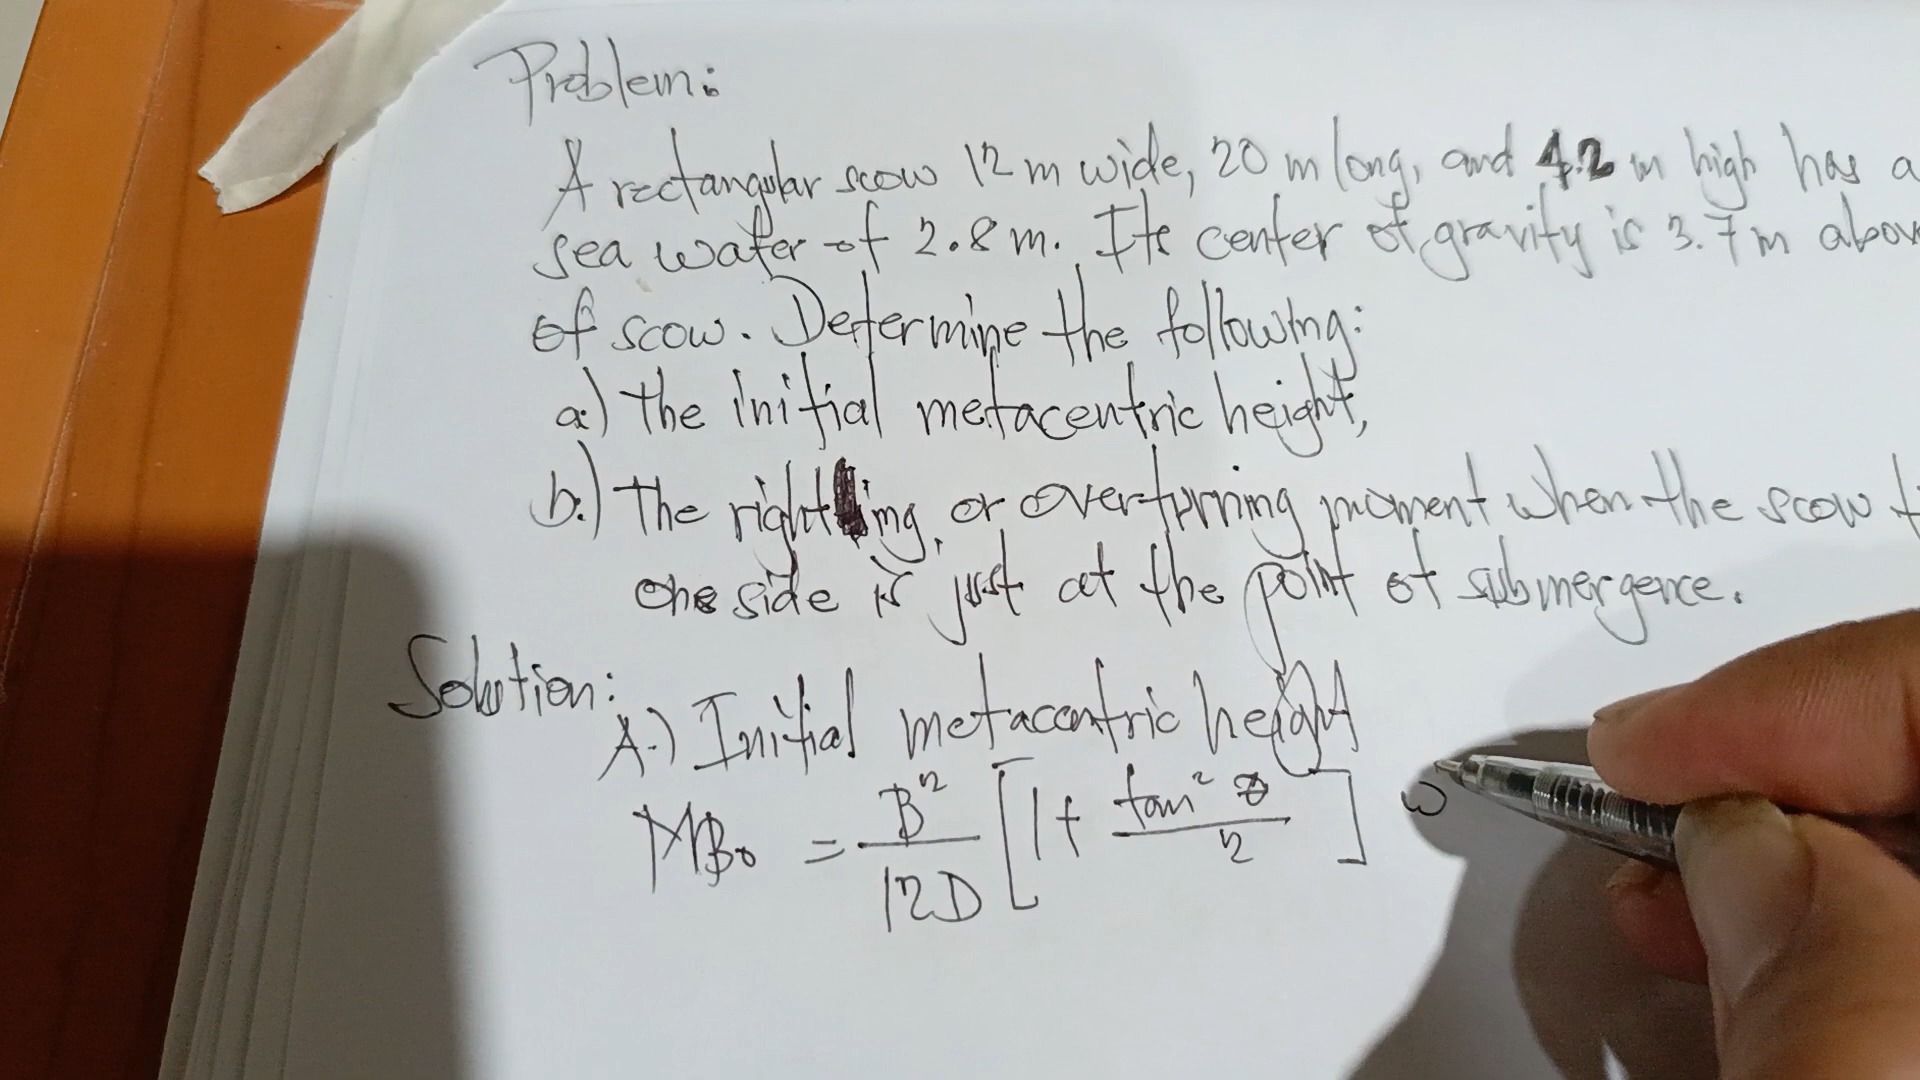 Problem:
A rectangular scow 12 m wide, 20 m long, and 4.2 m high has a
sea water of 2.8 m. Its center of gravity is 3.7 m abov
of scow. Determine the following:
a.) the initial metacentric height,
b.) the righting or overturning moment when the scow t
one side is just at the point of submergence.
Solution:
A.) Initial metacentric height
MB₀ = B²/12D [1 + tan² θ/2] ω